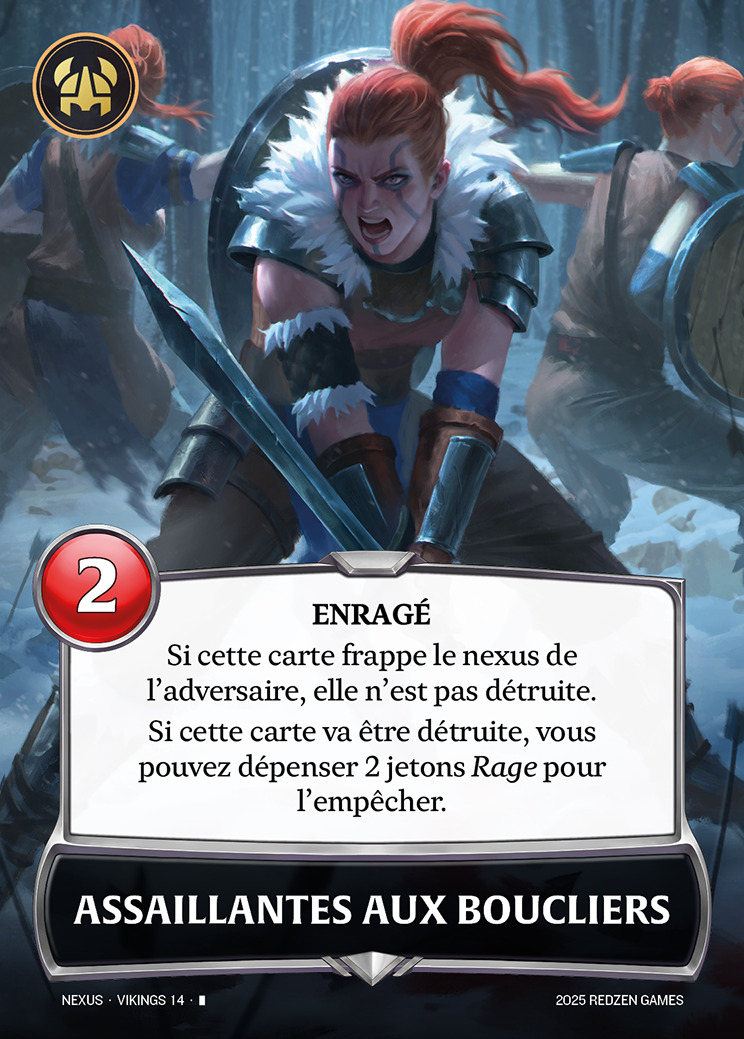 2
ENRAGÉ
Si cette carte frappe le nexus de
l’adversaire, elle n’est pas détruite.
Si cette carte va être détruite, vous
pouvez dépenser 2 jetons Rage pour
l’empêcher.
ASSAILLANTES AUX BOUCLIERS
NEXUS · VIKINGS 14 ·
2025 REDZEN GAMES